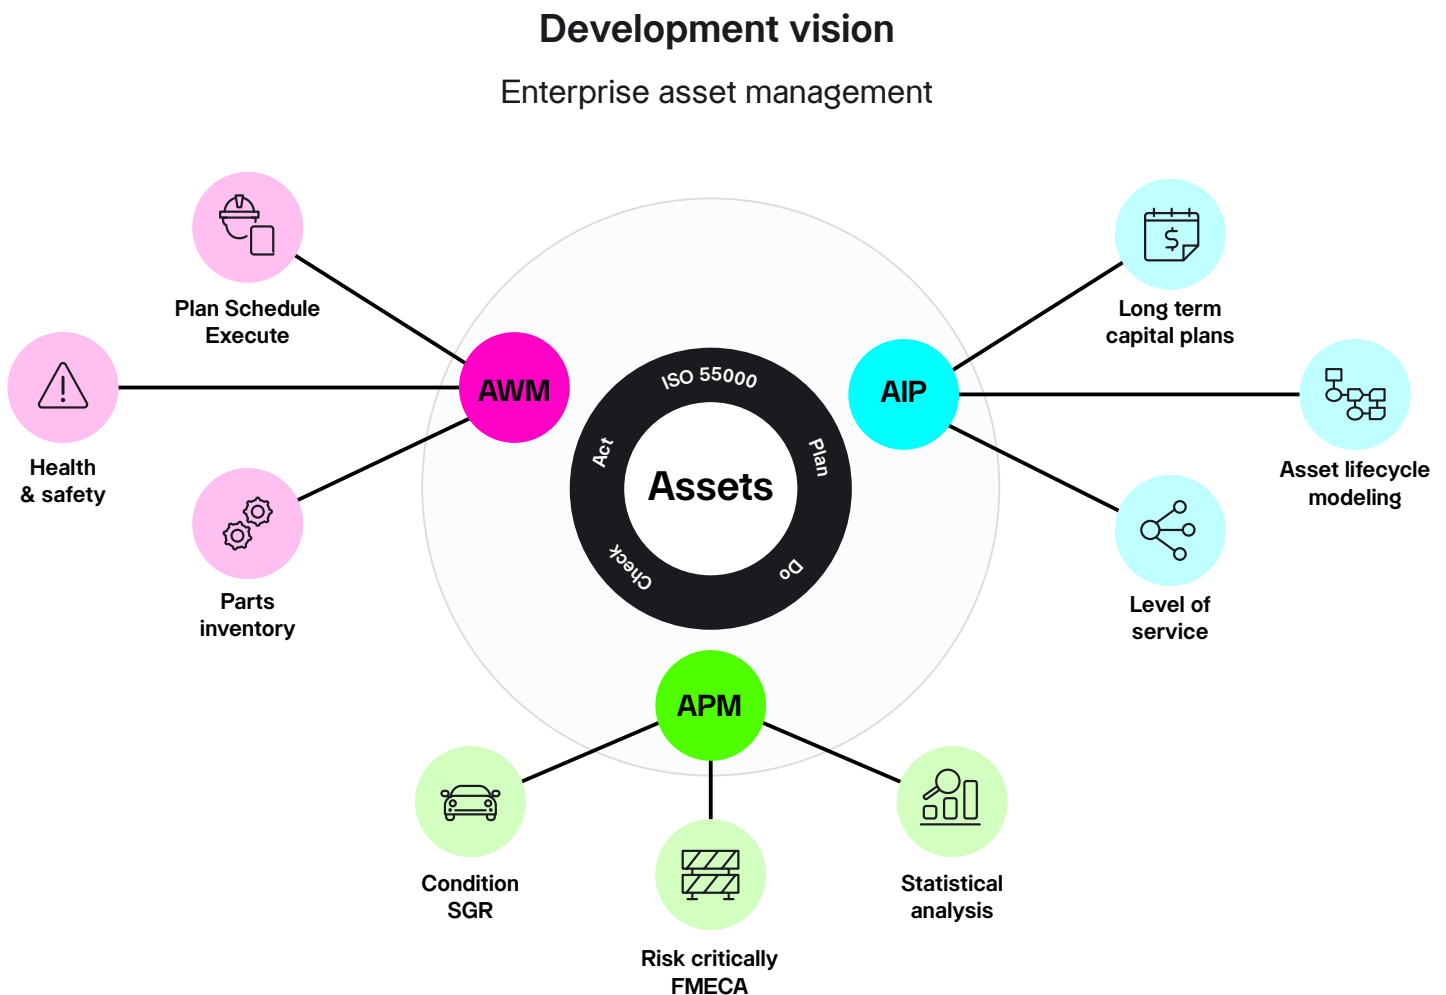 Development vision
Enterprise asset management
Plan Schedule
Execute
Health
& safety
Parts
inventory
AWM
ISO 55000
Plan
Do
Check
Act
Assets
AIP
Long term
capital plans
Asset lifecycle
modeling
Level of
service
APM
Condition
SGR
Risk critically
FMECA
Statistical
analysis
$